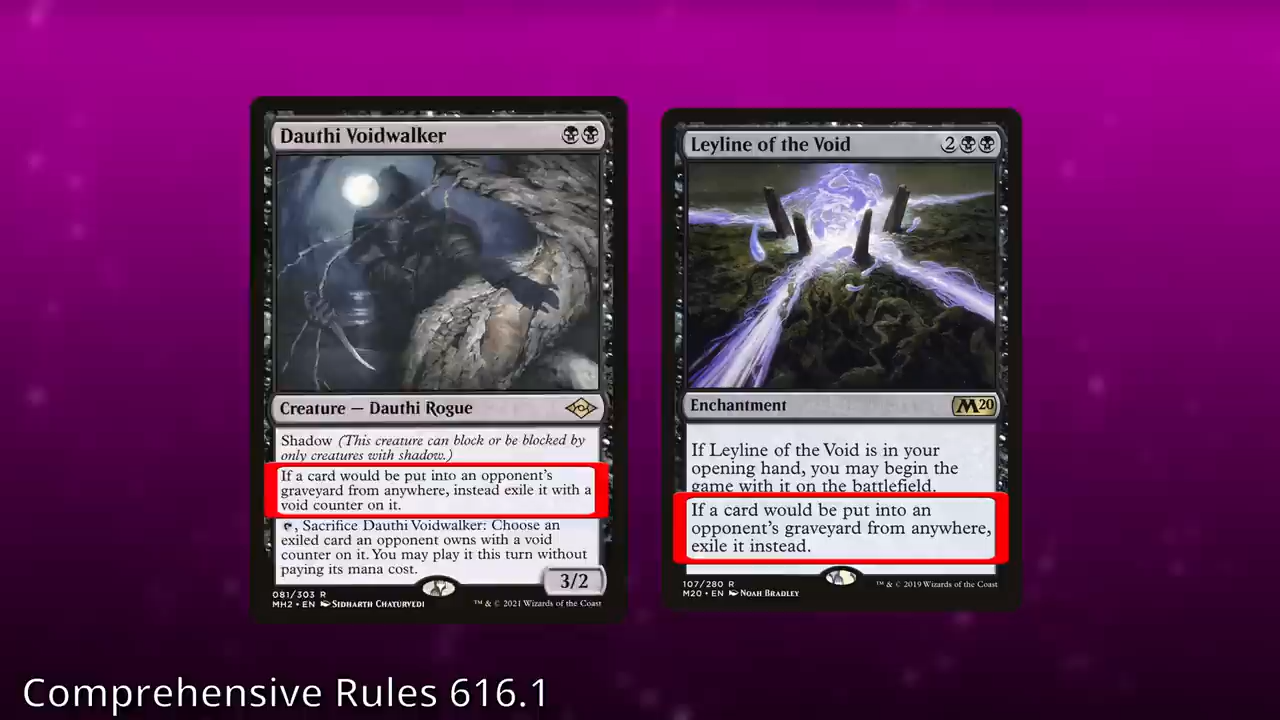 Dauthi Voidwalker
Creature — Dauthi Rogue
Shadow (This creature can block or be blocked by
only creatures with shadow.)
If a card would be put into an opponent's
graveyard from anywhere, instead exile it with a
void counter on it.
, Sacrifice Dauthi Voidwalker: Choose an
exiled card an opponent owns with a void
counter on it. You may play it this turn without
paying its mana cost.
3/2
081/303 R
MH2 • EN Sidharth Chaturvedi
™ & © 2021 Wizards of the Coast
Leyline of the Void
2
Enchantment
M20
If Leyline of the Void is in your
opening hand, you may begin the
game with it on the battlefield.
If a card would be put into an
opponent's graveyard from anywhere,
exile it instead.
107/280 R
M20 • EN Noah Bradley
™ & © 2019 Wizards of the Coast
Comprehensive Rules 616.1